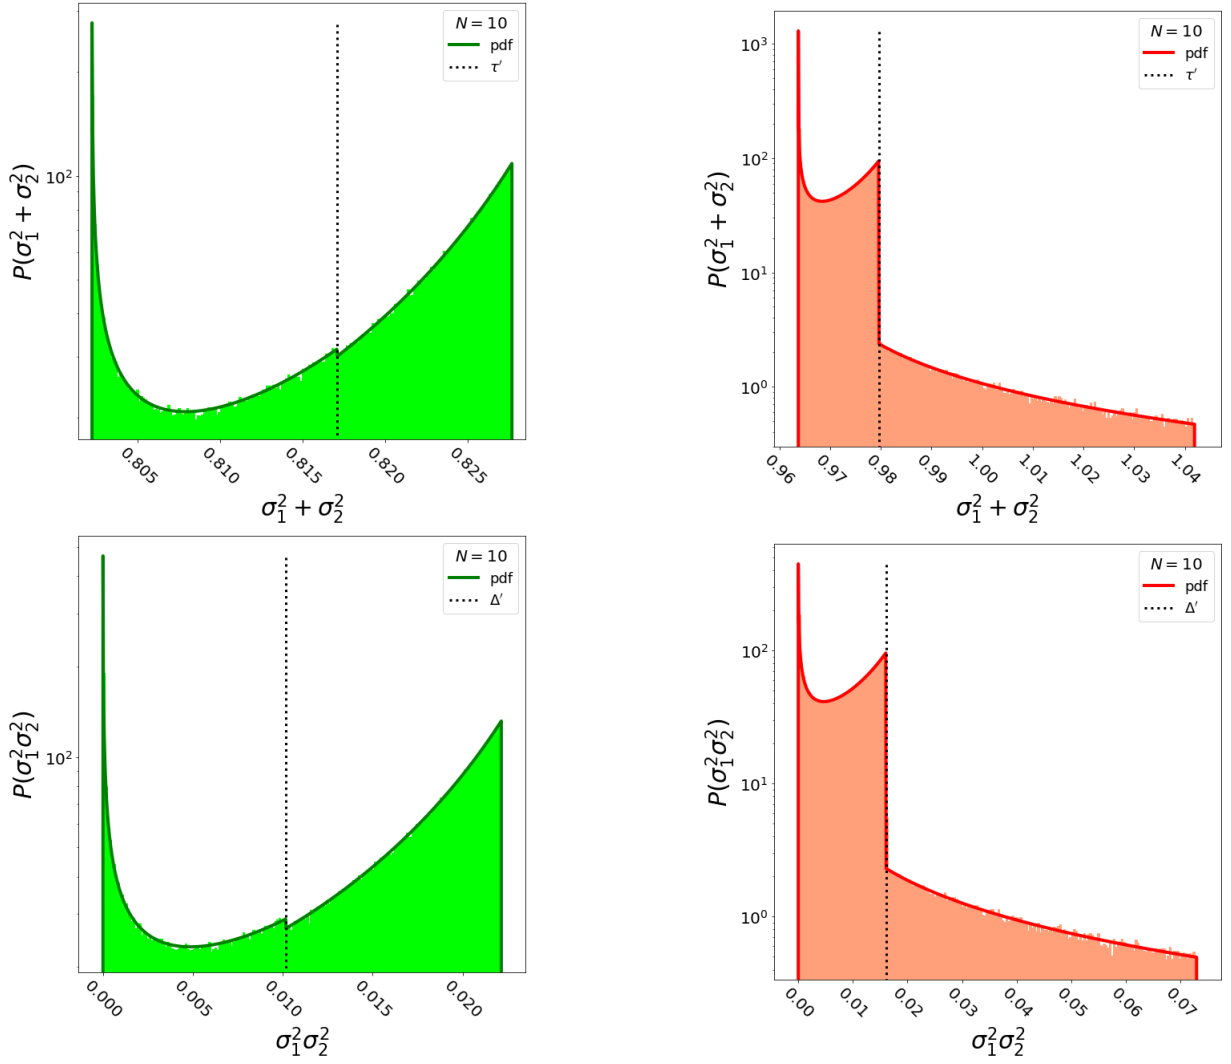 N = 10
pdf
τ′
10²
P(σ₁² + σ₂²)
0.805
0.810
0.815
0.820
0.825
σ₁² + σ₂²
N = 10
pdf
τ′
10³
10²
10¹
10⁰
P(σ₁² + σ₂²)
0.96
0.97
0.98
0.99
1.00
1.01
1.02
1.03
1.04
σ₁² + σ₂²
N = 10
pdf
Δ′
10²
P(σ₁²σ₂²)
0.000
0.005
0.010
0.015
0.020
σ₁²σ₂²
N = 10
pdf
Δ′
10²
10¹
10⁰
P(σ₁²σ₂²)
0.00
0.01
0.02
0.03
0.04
0.05
0.06
0.07
σ₁²σ₂²